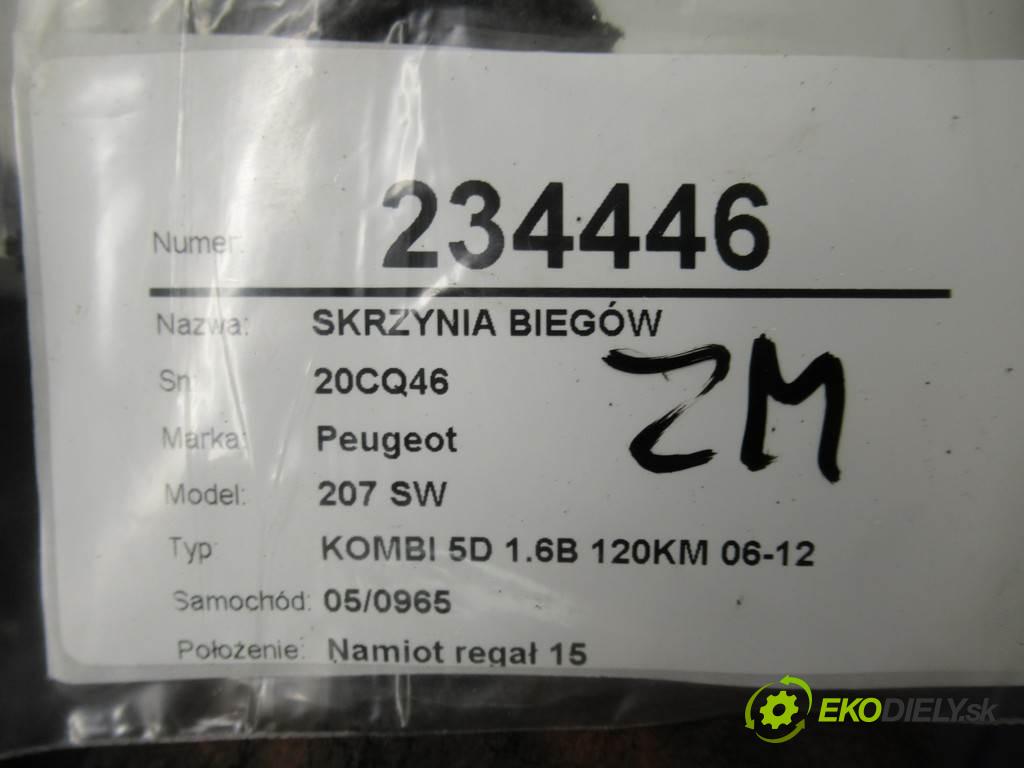 Numer: 234446
Nazwa: SKRZYNIA BIEGÓW
Sn: 20CQ46
Marka: Peugeot
Model: 207 SW
Typ: KOMBI 5D 1.6B 120KM 06-12
Samochód: 05/0965
Położenie: Namiot regał 15
ZM
EKODIELY.sk